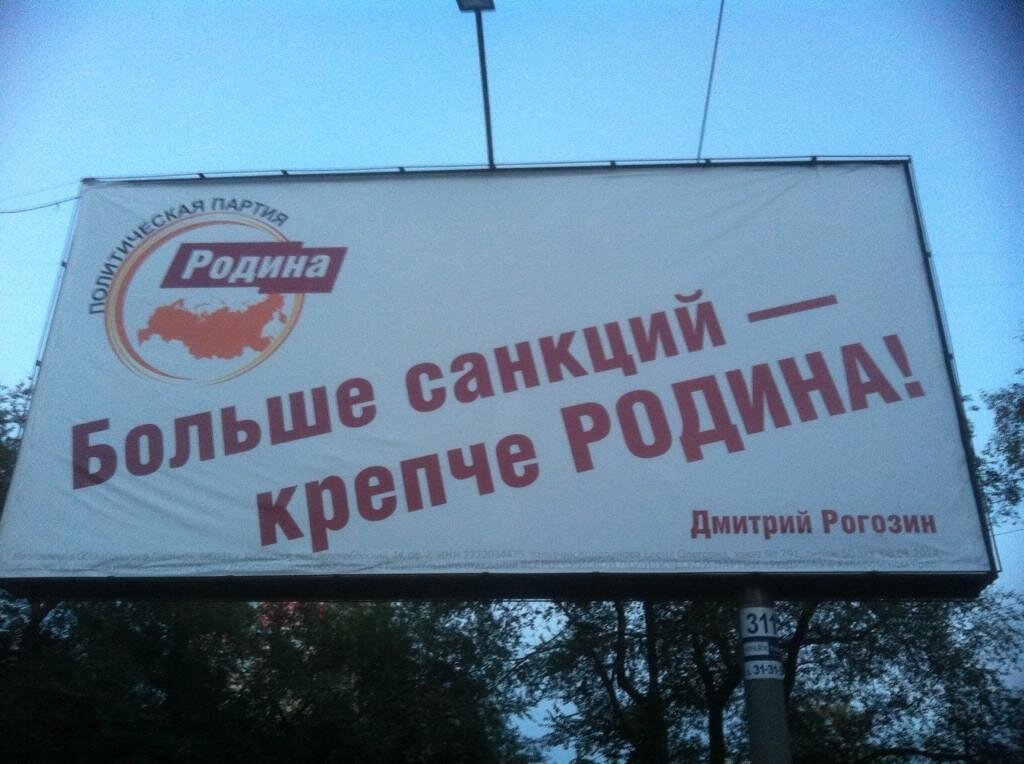 ПОЛИТИЧЕСКАЯ ПАРТИЯ
Родина
Больше санкций —
крепче РОДИНА!
Дмитрий Рогозин
311